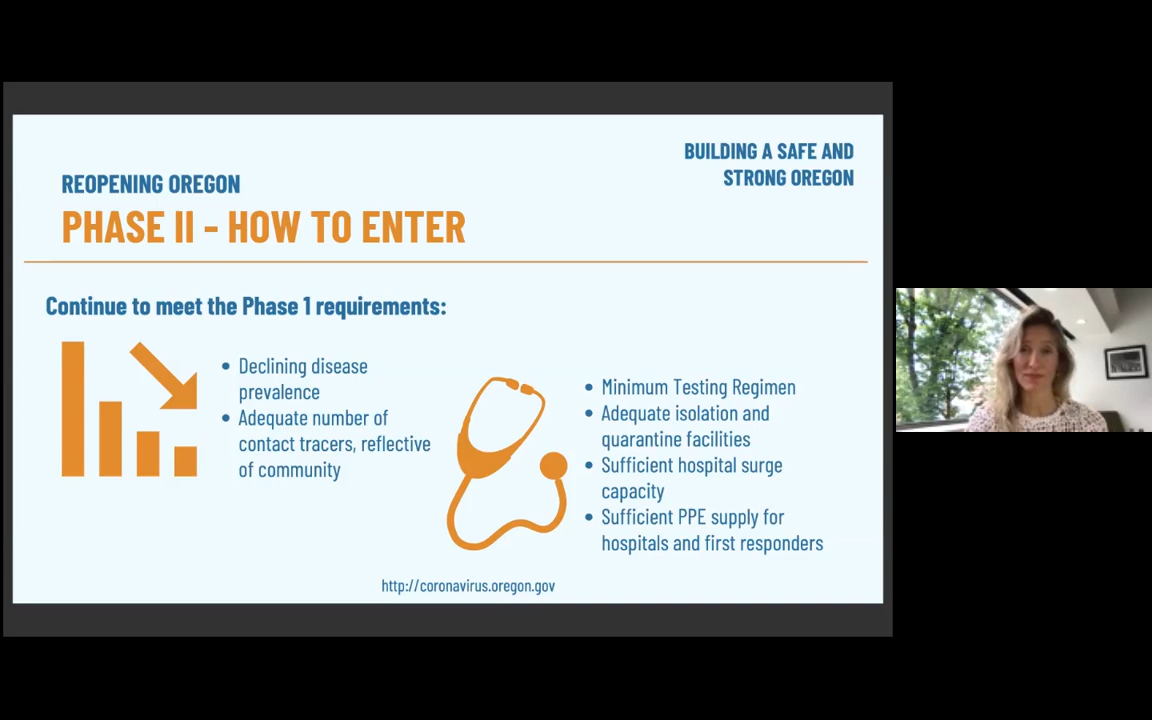 BUILDING A SAFE AND
STRONG OREGON
REOPENING OREGON
PHASE II - HOW TO ENTER
Continue to meet the Phase 1 requirements:
• Declining disease
prevalence
• Adequate number of
contact tracers, reflective
of community
• Minimum Testing Regimen
• Adequate isolation and
quarantine facilities
• Sufficient hospital surge
capacity
• Sufficient PPE supply for
hospitals and first responders
http://coronavirus.oregon.gov